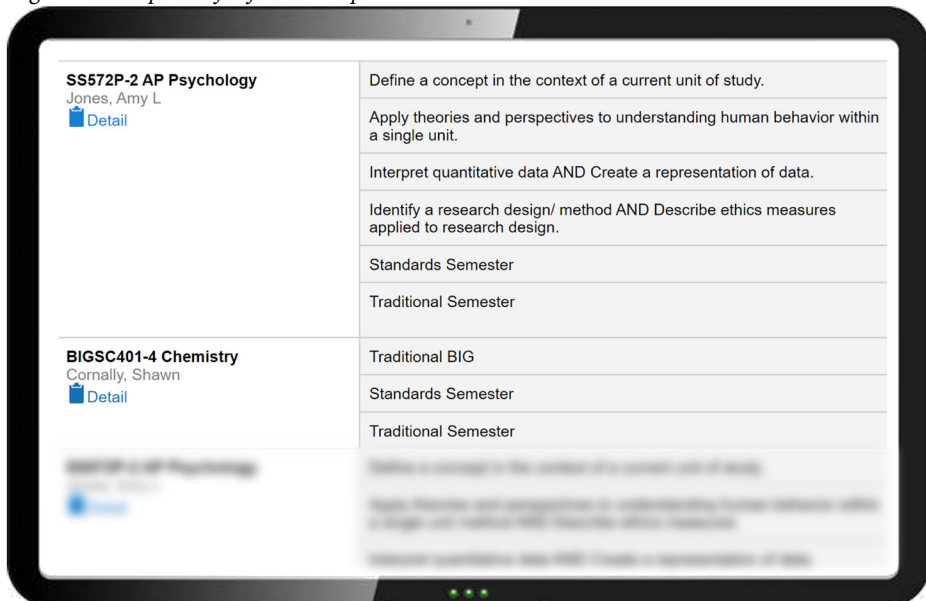 SS572P-2 AP Psychology
Jones, Amy L
Detail
Define a concept in the context of a current unit of study.
Apply theories and perspectives to understanding human behavior within
a single unit.
Interpret quantitative data AND Create a representation of data.
Identify a research design/ method AND Describe ethics measures
applied to research design.
Standards Semester
Traditional Semester
BIGSC401-4 Chemistry
Cornally, Shawn
Detail
Traditional BIG
Standards Semester
Traditional Semester